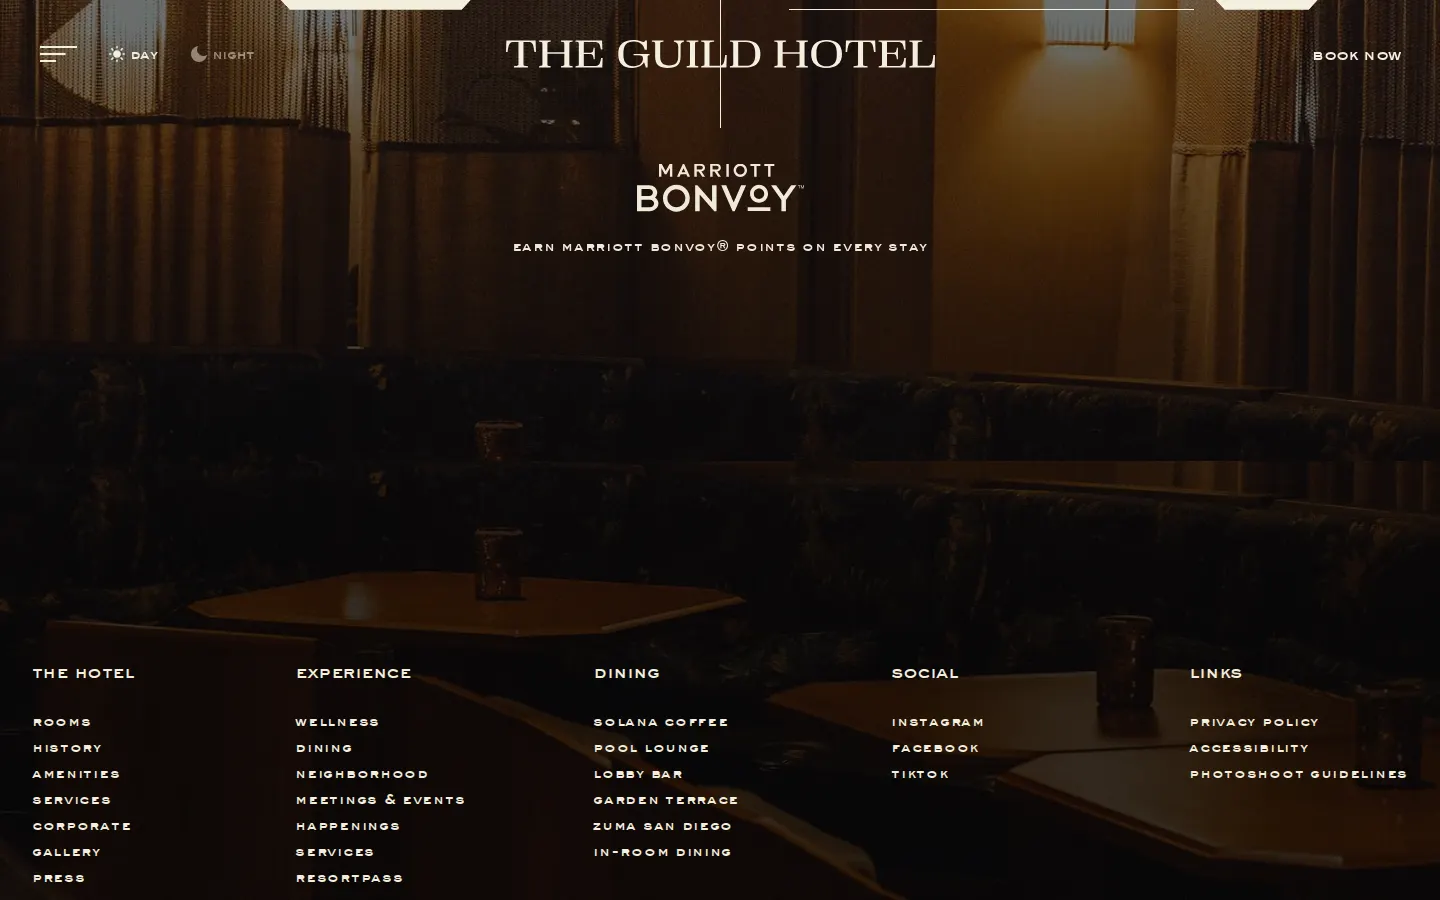 DAY
NIGHT
THE GUILD HOTEL
BOOK NOW
MARRIOTT
BONVOY™
EARN MARRIOTT BONVOY® POINTS ON EVERY STAY
THE HOTEL
ROOMS
HISTORY
AMENITIES
SERVICES
CORPORATE
GALLERY
PRESS
EXPERIENCE
WELLNESS
DINING
NEIGHBORHOOD
MEETINGS & EVENTS
HAPPENINGS
SERVICES
RESORTPASS
DINING
SOLANA COFFEE
POOL LOUNGE
LOBBY BAR
GARDEN TERRACE
ZUMA SAN DIEGO
IN-ROOM DINING
SOCIAL
INSTAGRAM
FACEBOOK
TIKTOK
LINKS
PRIVACY POLICY
ACCESSIBILITY
PHOTOSHOOT GUIDELINES